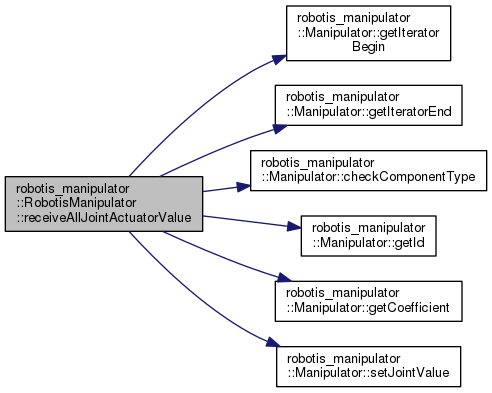 robotis_manipulator
::RobotisManipulator
::receiveAllJointActuatorValue
robotis_manipulator
::Manipulator::getIterator
Begin
robotis_manipulator
::Manipulator::getIteratorEnd
robotis_manipulator
::Manipulator::checkComponentType
robotis_manipulator
::Manipulator::getId
robotis_manipulator
::Manipulator::getCoefficient
robotis_manipulator
::Manipulator::setJointValue